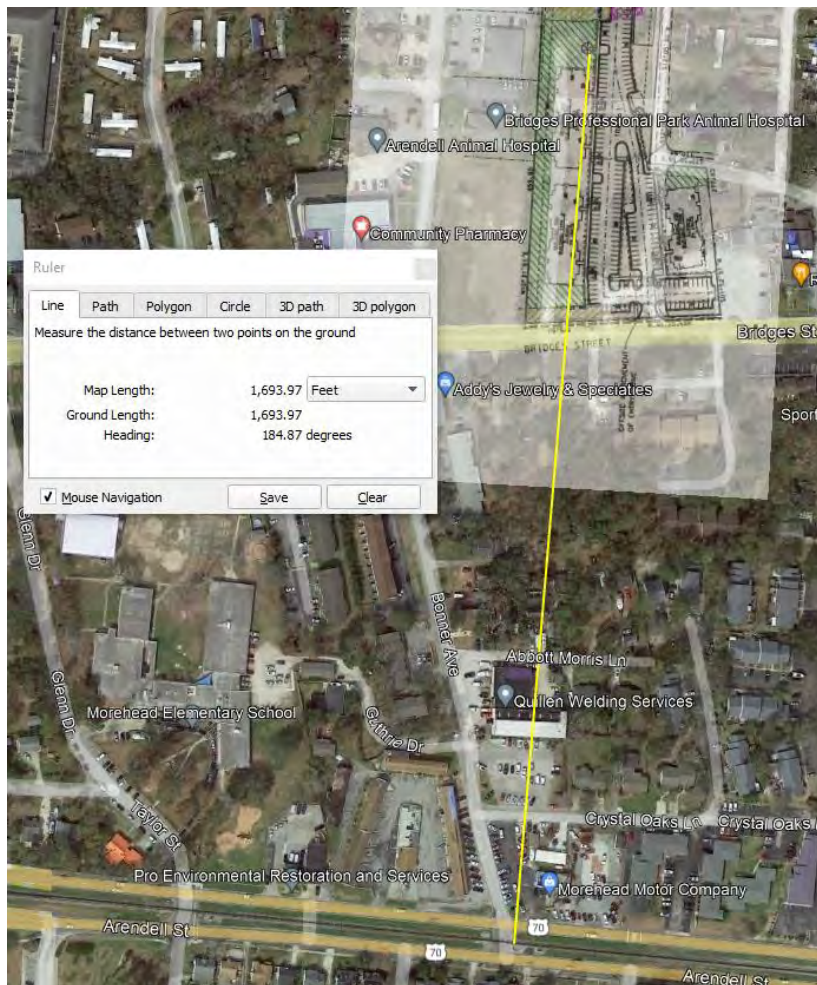 Bridges Professional Park Animal Hospital
Arendell Animal Hospital
Community Pharmacy
Ruler
Line Path Polygon Circle 3D path 3D polygon
Measure the distance between two points on the ground
Map Length: 1,693.97 Feet
Ground Length: 1,693.97
Heading: 184.87 degrees
Mouse Navigation Save Clear
Bridges St
BRIDGES STREET
Addy's Jewelry & Specialties
Spor
Glenn Dr
Bonner Ave
Abbott Morris Ln
Glenn Dr
Quillen Welding Services
Morehead Elementary School
Guthrie Dr
Taylor St
Crystal Oaks Ln Crystal Oaks
Pro Environmental Restoration and Services
Morehead Motor Company
Arendell St
70
70
Arendell St